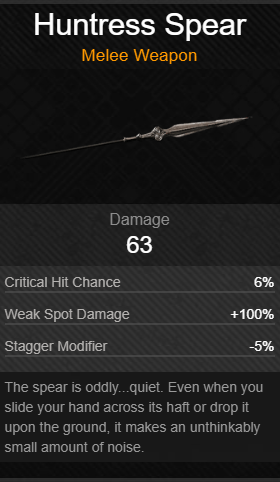 Huntress Spear
Melee Weapon
Damage
63
Critical Hit Chance 6%
Weak Spot Damage +100%
Stagger Modifier -5%
The spear is oddly...quiet. Even when you
slide your hand across its haft or drop it
upon the ground, it makes an unthinkably
small amount of noise.